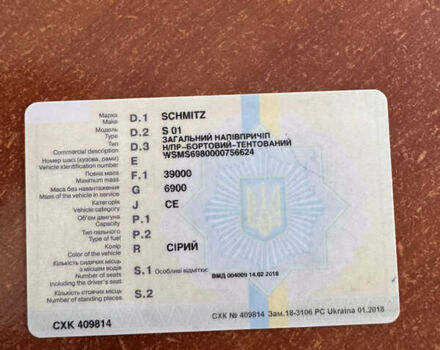 Марка D.1 SCHMITZ
Make
Модель D.2 S 01
Type ЗАГАЛЬНИЙ НАПІВПРИЧІП
Тип D.3 Н/ПР-БОРТОВИЙ-ТЕНТОВАНИЙ
Commercial description WSMS6980000756624
Номер шасі (кузова, рами) E
Vehicle identification number
Повна маса F.1 39000
Maximum mass
Маса без навантаження G 6900
Mass of the vehicle in service
Категорія J CE
Vehicle category
Об'єм двигуна P.1
Capacity
Тип пального P.2
Type of fuel
Колір R СІРИЙ
Color of the vehicle
Кількість сидячих місць
з місцем водія S.1 Особливі відмітки:
Number of seats ВМД 004009 14.02 2018
including the driver's seat
Кількість стоячих місць S.2
Number of standing places
СХК № 409814 Зам.18-3106 PC Ukraina 01.2018
СХК 409814